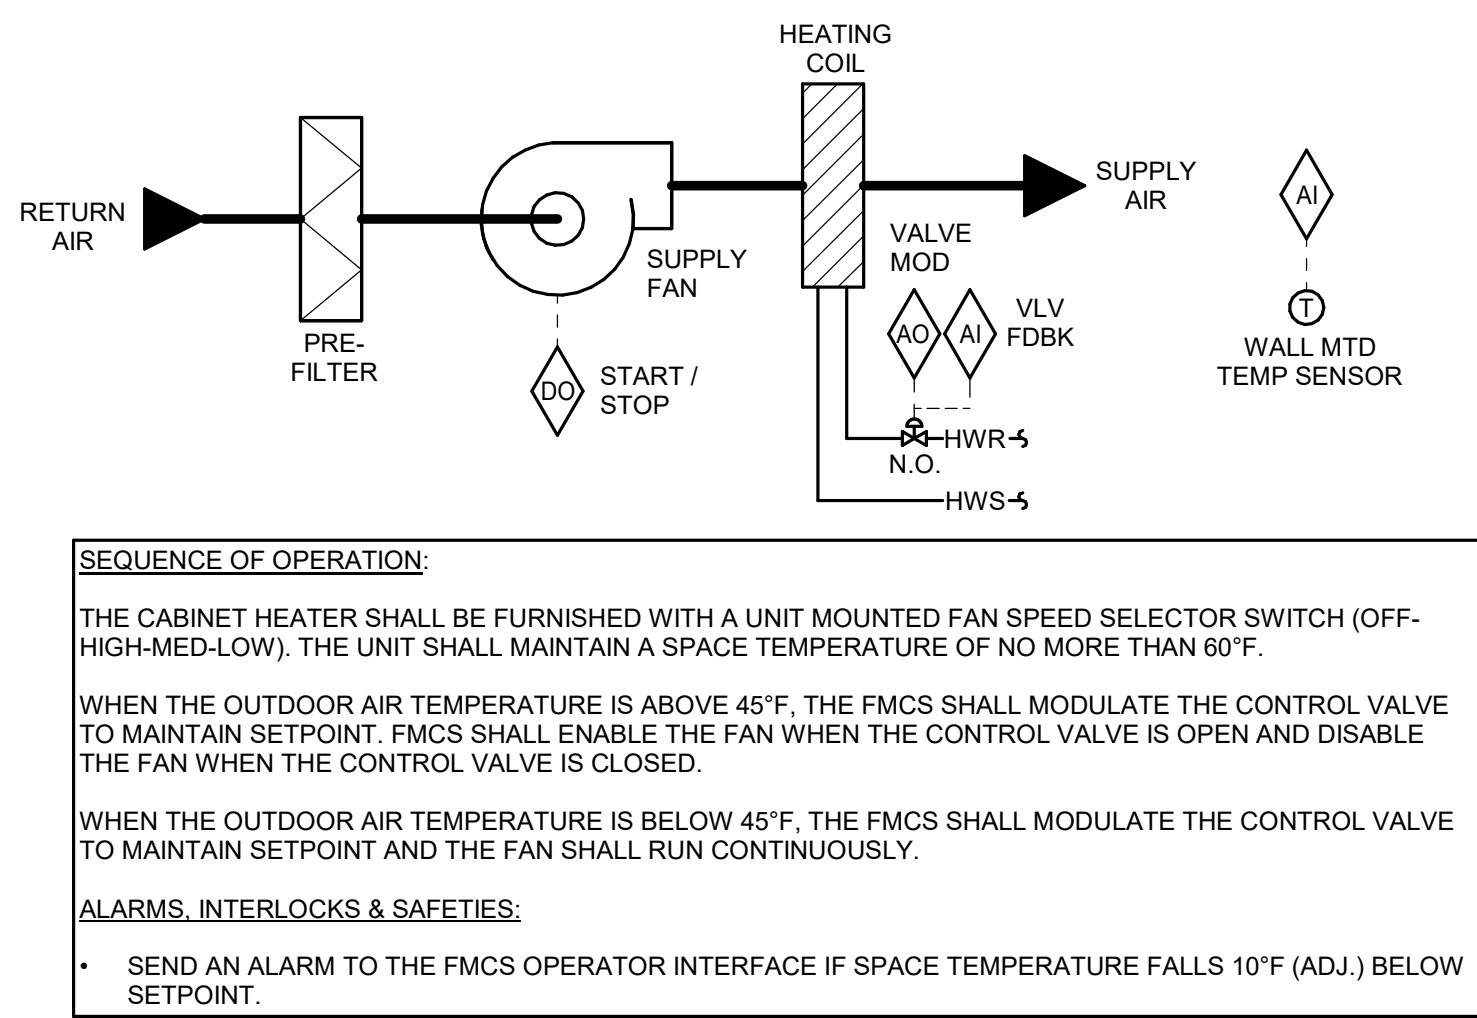 HEATING
COIL
RETURN
AIR
SUPPLY
AIR
AI
VALVE
MOD
SUPPLY
FAN
VLV
FDBK
AO
AI
T
PRE-
FILTER
WALL MTD
TEMP SENSOR
START /
STOP
DO
HWR
N.O.
HWS
SEQUENCE OF OPERATION:
THE CABINET HEATER SHALL BE FURNISHED WITH A UNIT MOUNTED FAN SPEED SELECTOR SWITCH (OFF-
HIGH-MED-LOW). THE UNIT SHALL MAINTAIN A SPACE TEMPERATURE OF NO MORE THAN 60°F.
WHEN THE OUTDOOR AIR TEMPERATURE IS ABOVE 45°F, THE FMCS SHALL MODULATE THE CONTROL VALVE
TO MAINTAIN SETPOINT. FMCS SHALL ENABLE THE FAN WHEN THE CONTROL VALVE IS OPEN AND DISABLE
THE FAN WHEN THE CONTROL VALVE IS CLOSED.
WHEN THE OUTDOOR AIR TEMPERATURE IS BELOW 45°F, THE FMCS SHALL MODULATE THE CONTROL VALVE
TO MAINTAIN SETPOINT AND THE FAN SHALL RUN CONTINUOUSLY.
ALARMS, INTERLOCKS & SAFETIES:
• SEND AN ALARM TO THE FMCS OPERATOR INTERFACE IF SPACE TEMPERATURE FALLS 10°F (ADJ.) BELOW
SETPOINT.